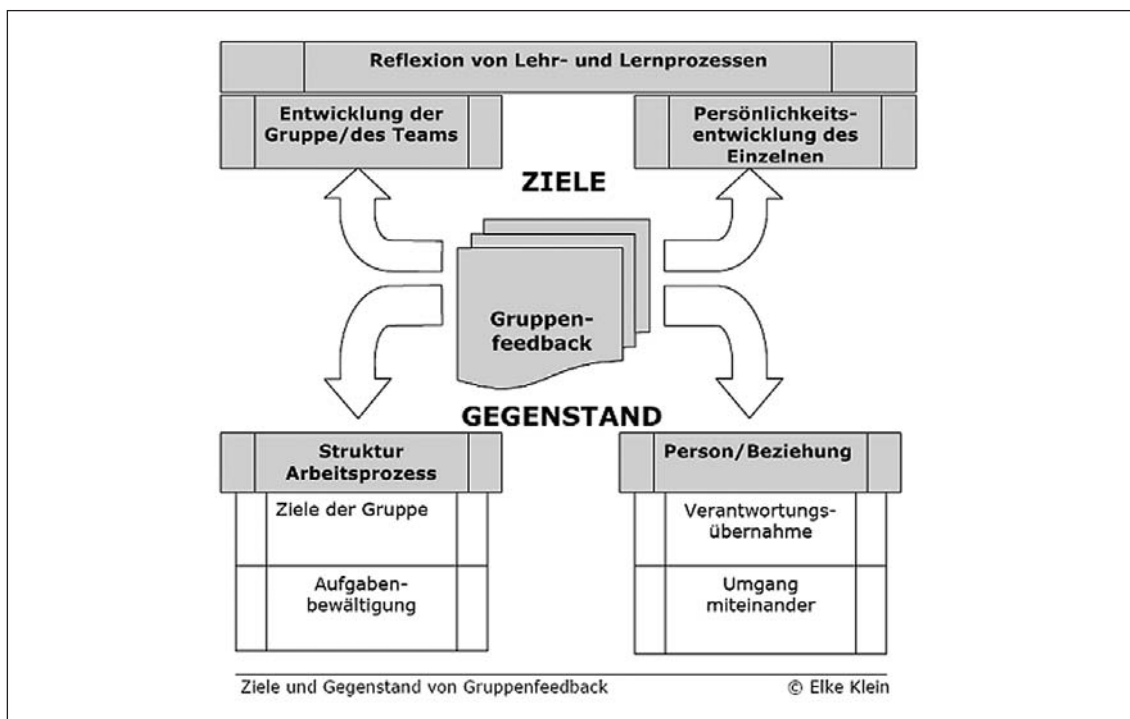 Reflexion von Lehr- und Lernprozessen
Entwicklung der
Gruppe/des Teams
Persönlichkeits-
entwicklung des
Einzelnen
ZIELE
Gruppen-
feedback
GEGENSTAND
Struktur
Arbeitsprozess
Ziele der Gruppe
Aufgaben-
bewältigung
Person/Beziehung
Verantwortungs-
übernahme
Umgang
miteinander
Ziele und Gegenstand von Gruppenfeedback
© Elke Klein